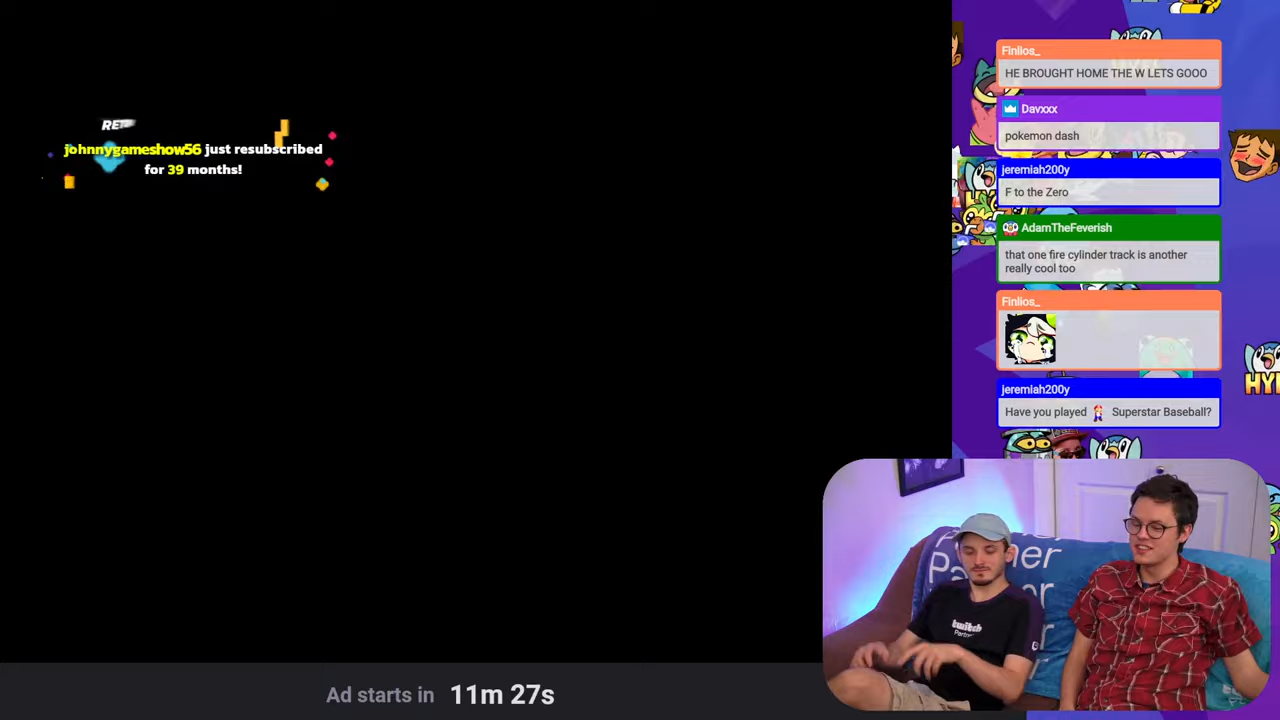 johnnygameshow56 just resubscribed
for 39 months!
Finlios_
HE BROUGHT HOME THE W LETS GOOO
Davxxx
pokemon dash
jeremiah200y
F to the Zero
AdamTheFeverish
that one fire cylinder track is another
really cool too
Finlios_
jeremiah200y
Have you played Superstar Baseball?
twitch
Ad starts in 11m 27s